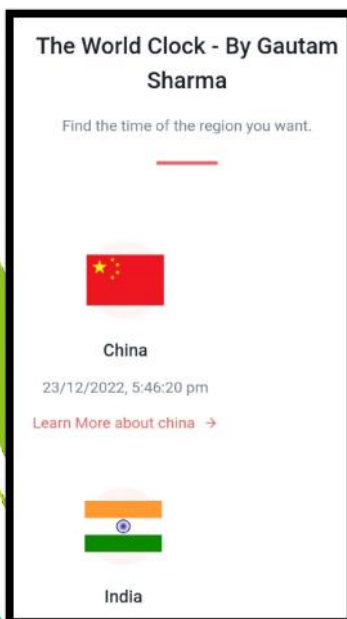 The World Clock - By Gautam
Sharma
Find the time of the region you want.
China
23/12/2022, 5:46:20 pm
Learn More about china →
India